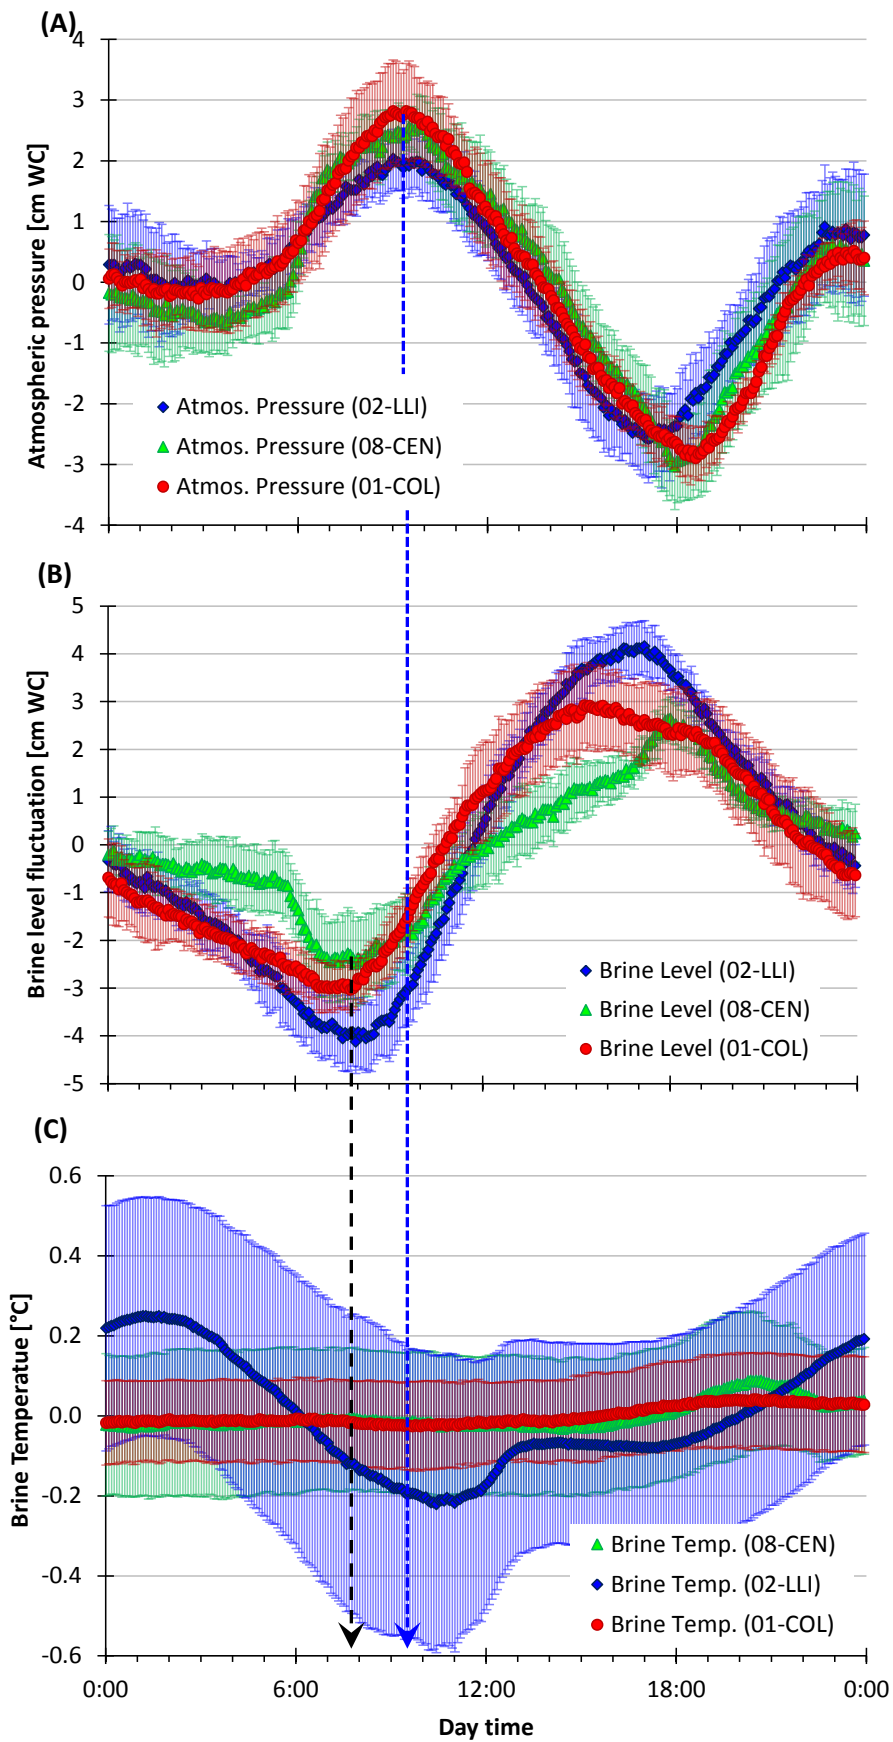 (A)
Atmospheric pressure [cm WC]
4
3
2
1
0
-1
-2
-3
-4
Atmos. Pressure (02-LLI)
Atmos. Pressure (08-CEN)
Atmos. Pressure (01-COL)
(B)
Brine level fluctuation [cm WC]
5
4
3
2
1
0
-1
-2
-3
-4
-5
Brine Level (02-LLI)
Brine Level (08-CEN)
Brine Level (01-COL)
(C)
Brine Temperatue [°C]
0.6
0.4
0.2
0.0
-0.2
-0.4
-0.6
Brine Temp. (08-CEN)
Brine Temp. (02-LLI)
Brine Temp. (01-COL)
0:00 6:00 12:00 18:00 0:00
Day time